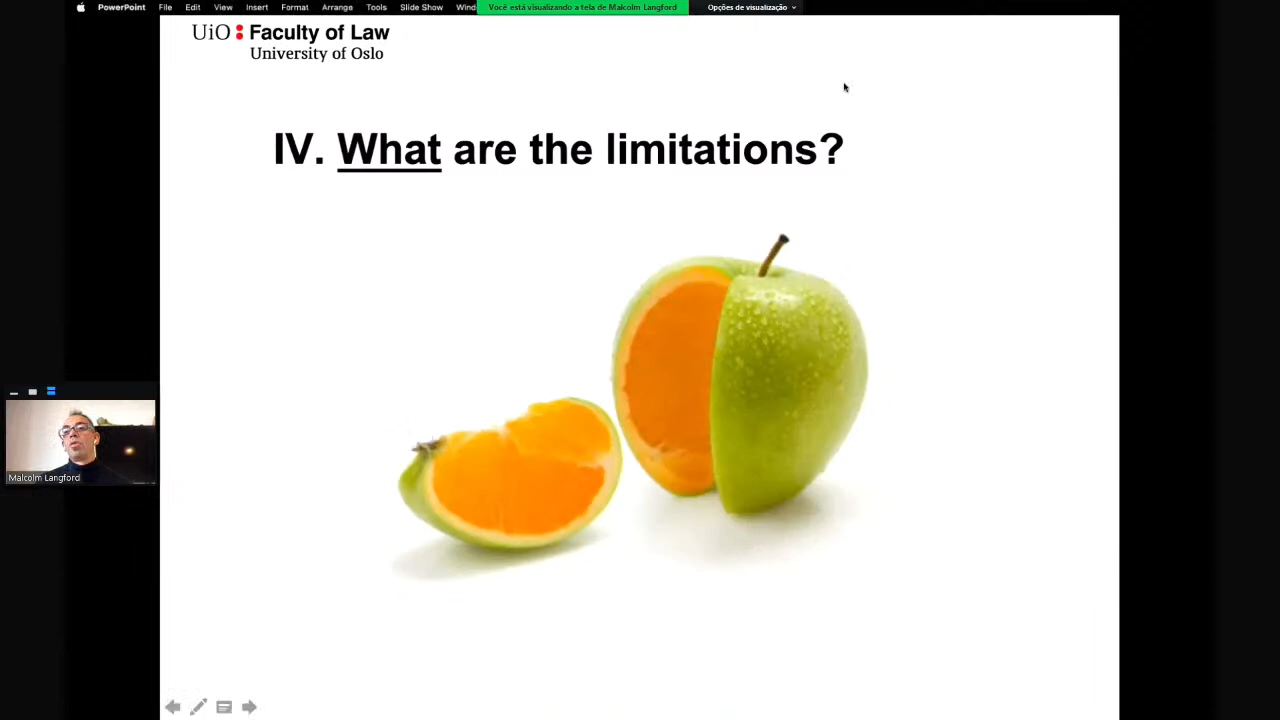 PowerPoint File Edit View Insert Format Arrange Tools Slide Show Wind Você está visualizando a tela de Malcolm Langford Opções de visualização
UiO Faculty of Law
University of Oslo
IV. What are the limitations?
Malcolm Langford